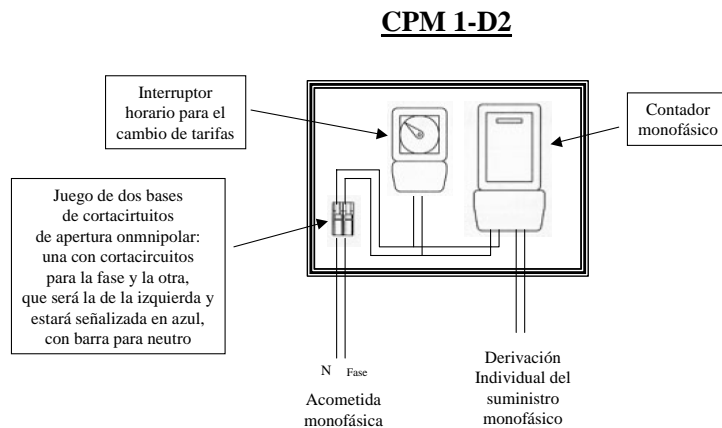 CPM 1-D2
Interruptor
horario para el
cambio de tarifas
Contador
monofásico
Juego de dos bases
de cortacirtuitos
de apertura onmnipolar:
una con cortacircuitos
para la fase y la otra,
que será la de la izquierda y
estará señalizada en azul,
con barra para neutro
N Fase
Acometida
monofásica
Derivación
Individual del
suministro
monofásico